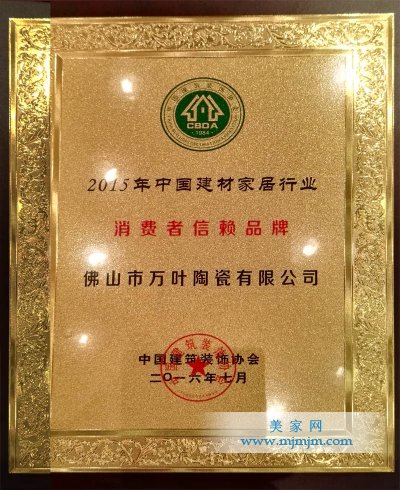 CBDA
1984
2015年中国建材家居行业
消费者信赖品牌
佛山市万叶陶瓷有限公司
中国建筑装饰协会
二〇一六年七月
美家网
www.mjmjm.com